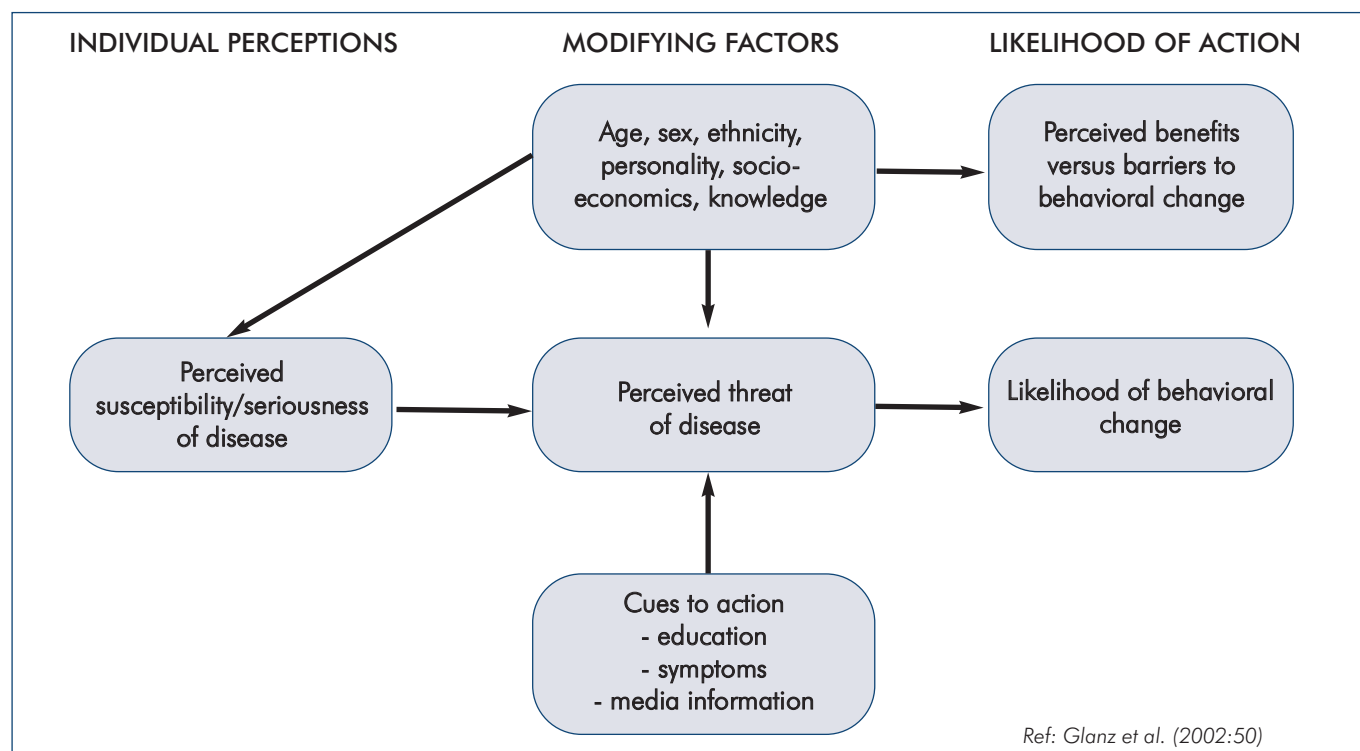 INDIVIDUAL PERCEPTIONS
MODIFYING FACTORS
LIKELIHOOD OF ACTION
Age, sex, ethnicity,
personality, socio-
economics, knowledge
Perceived benefits
versus barriers to
behavioral change
Perceived
susceptibility/seriousness
of disease
Perceived threat
of disease
Likelihood of behavioral
change
Cues to action
- education
- symptoms
- media information
Ref: Glanz et al. (2002:50)